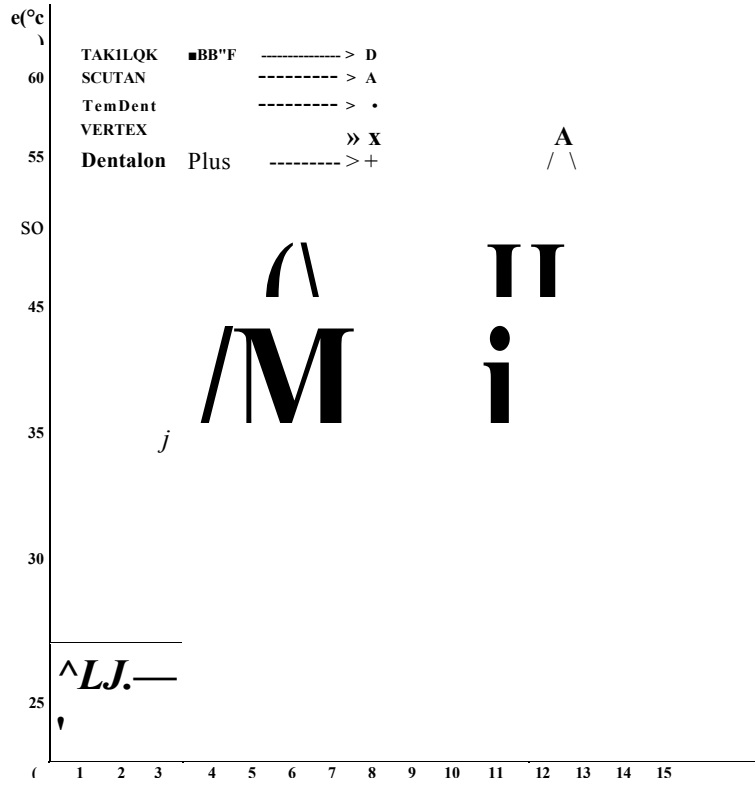 e(°c
)
60
TAK1LQK ■BB"F --------------- > D
SCUTAN ---------- > A
TemDent ---------- > •
VERTEX » x
Dentalon Plus --------- > +
A
/ \
55
SO
( \
I I
45
/M
i
35
j
30
^LJ.—
25
'
( 1 2 3 4 5 6 7 8 9 10 11 12 13 14 15